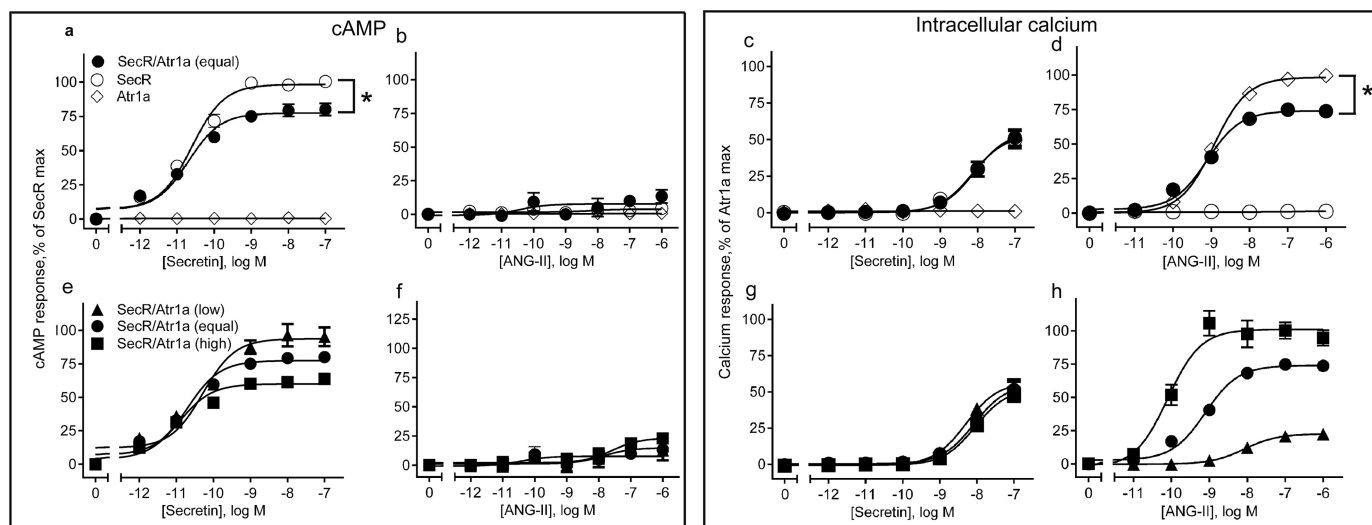 cAMP
Intracellular calcium
a
SecR/Atr1a (equal)
SecR
Atr1a
100
75
50
25
0
*
0 -12 -11 -10 -9 -8 -7
[Secretin], log M
b
100
75
50
25
0
0 -12 -11 -10 -9 -8 -7 -6
[ANG-II], log M
c
100
75
50
25
0
0 -12 -11 -10 -9 -8 -7
[Secretin], log M
d
100
75
50
25
0
*
0 -11 -10 -9 -8 -7 -6
[ANG-II], log M
cAMP response,% of SecR max
Calcium response,% of Atr1a max
e
SecR/Atr1a (low)
SecR/Atr1a (equal)
SecR/Atr1a (high)
100
75
50
25
0
0 -12 -11 -10 -9 -8 -7
[Secretin], log M
f
125
100
75
50
25
0
0 -12 -11 -10 -9 -8 -7 -6
[ANG-II], log M
g
100
75
50
25
0
0 -12 -11 -10 -9 -8 -7
[Secretin], log M
h
100
75
50
25
0
0 -11 -10 -9 -8 -7 -6
[ANG-II], log M